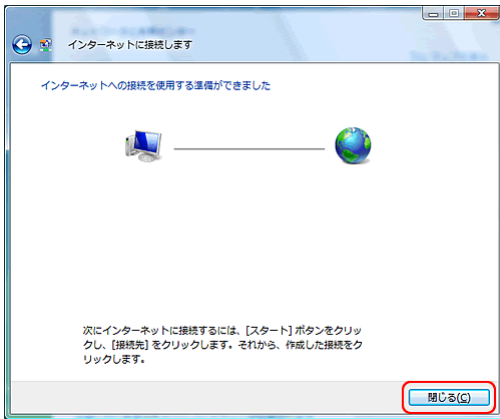 インターネットに接続します
インターネットへの接続を使用する準備ができました
次にインターネットに接続するには、[スタート] ボタンをクリッ
クし、[接続先] をクリックします。それから、作成した接続をク
リックします。
閉じる(C)